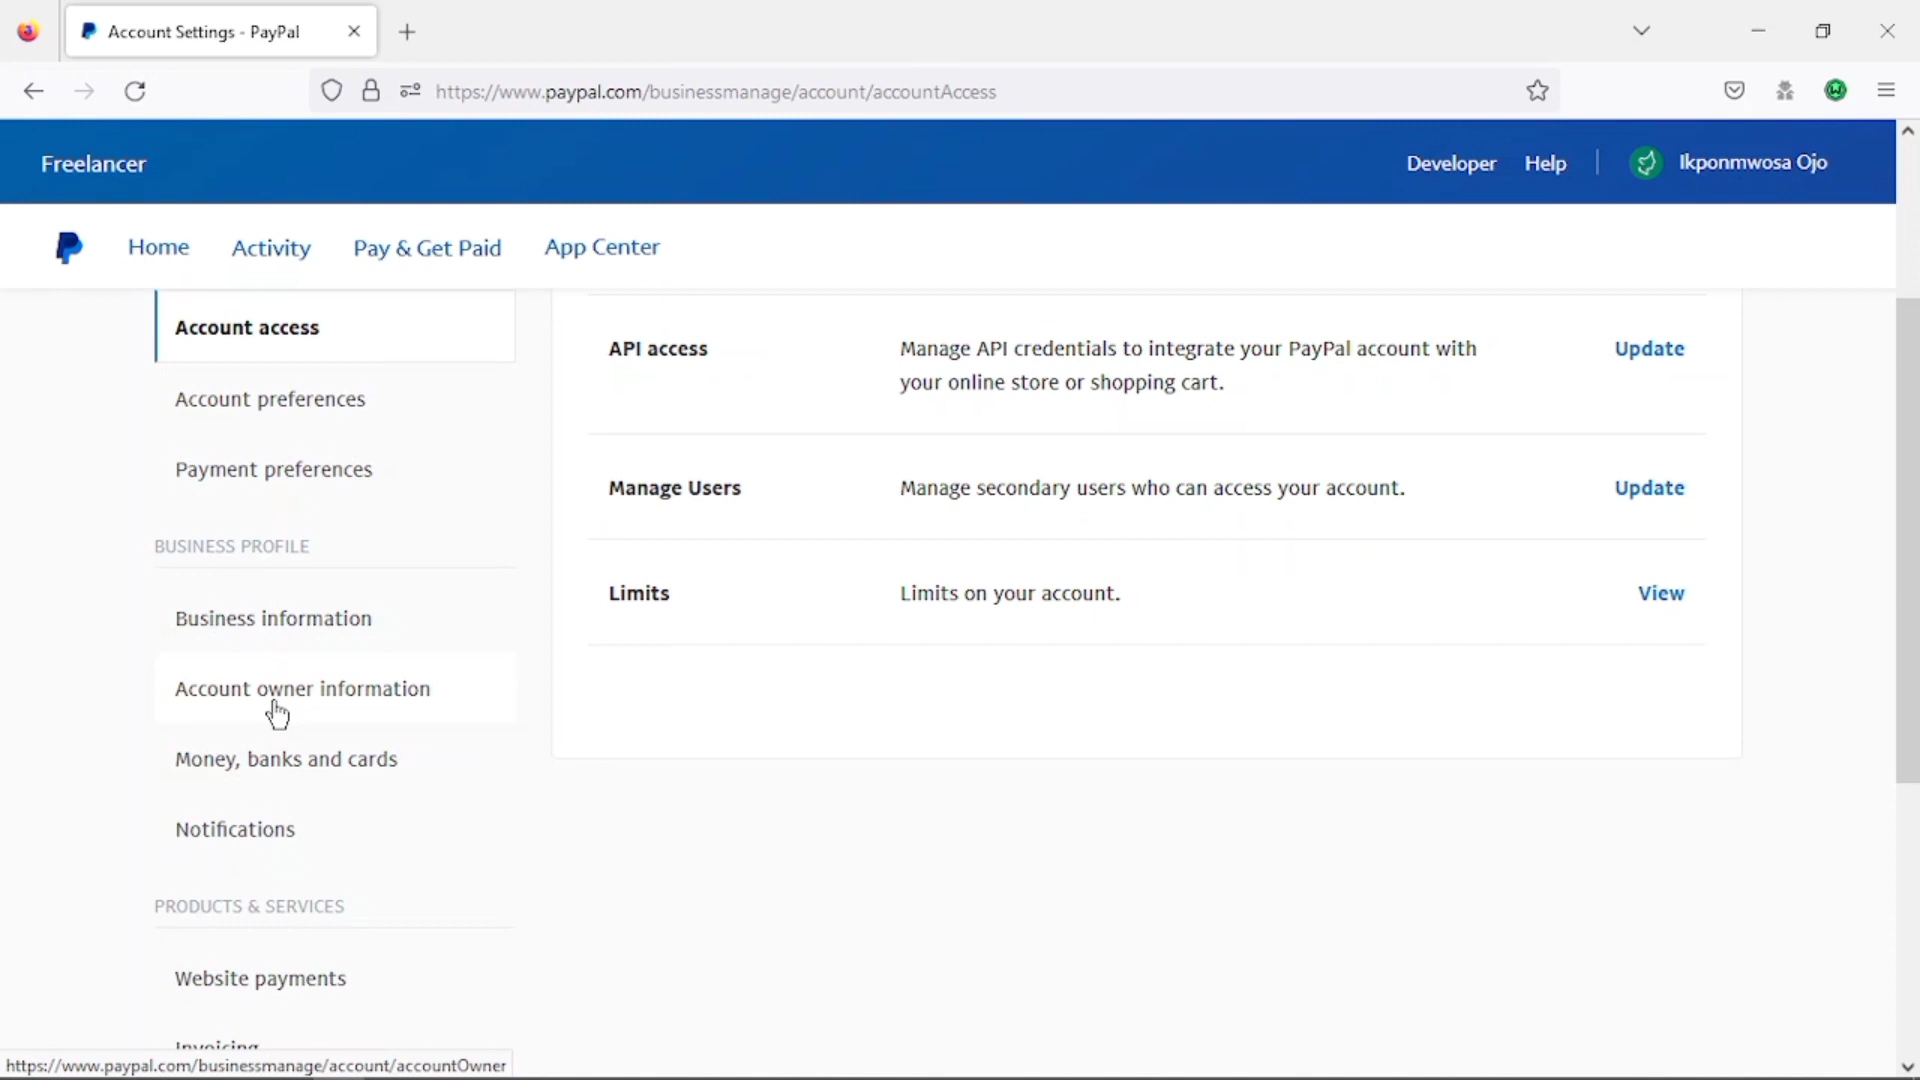 Account Settings - PayPal
https://www.paypal.com/businessmanage/account/accountAccess
Freelancer
Developer
Help
Ikponmwosa Ojo
Home
Activity
Pay & Get Paid
App Center
Account access
Account preferences
Payment preferences
BUSINESS PROFILE
Business information
Account owner information
Money, banks and cards
Notifications
PRODUCTS & SERVICES
Website payments
Invoicing
API access
Manage API credentials to integrate your PayPal account with
your online store or shopping cart.
Update
Manage Users
Manage secondary users who can access your account.
Update
Limits
Limits on your account.
View
https://www.paypal.com/businessmanage/account/accountOwner